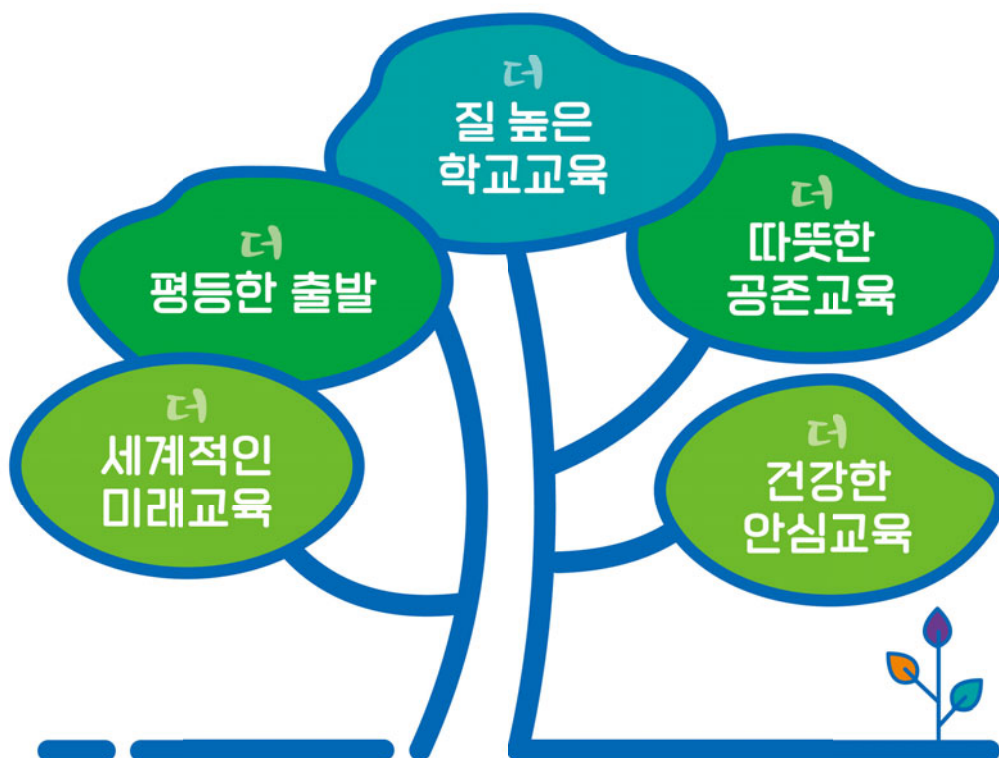 더
질 높은
학교교육
더
평등한 출발
더
따뜻한
공존교육
더
세계적인
미래교육
더
건강한
안심교육